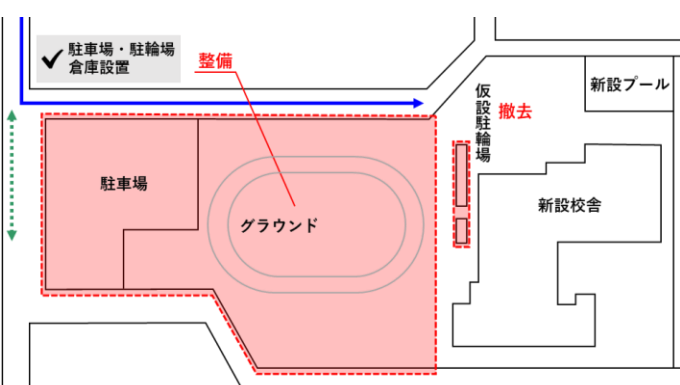 駐車場・駐輪場
倉庫設置
整備
新設プール
仮設駐輪場
撤去
駐車場
新設校舎
グラウンド